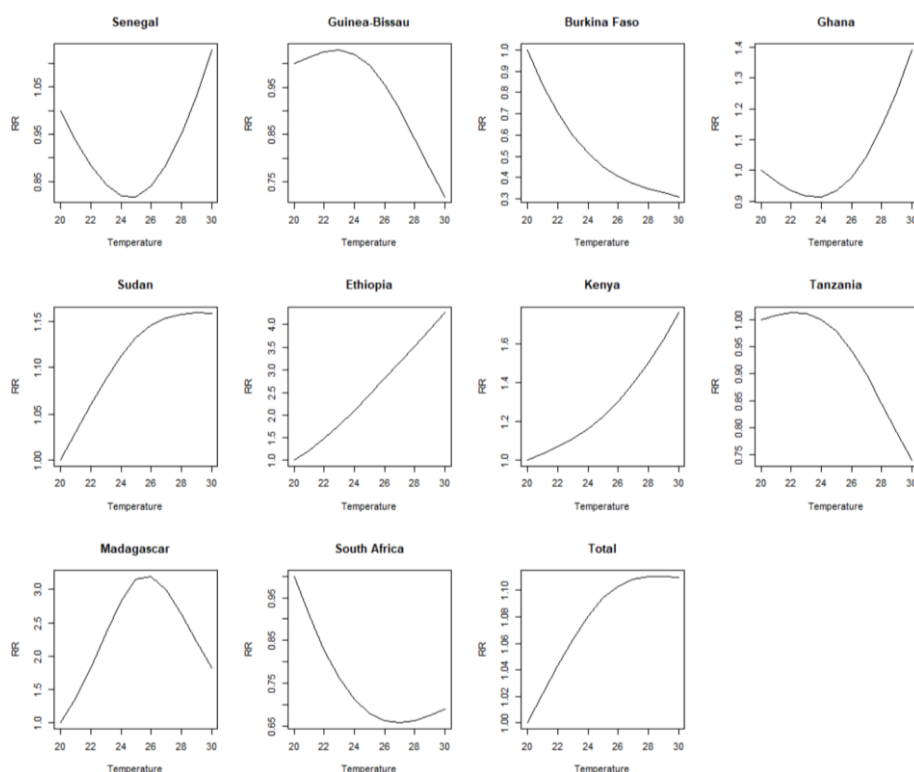 Senegal
RR
1.05
0.95
0.85
20 22 24 26 28 30
Temperature
Guinea-Bissau
RR
0.95
0.85
0.75
20 22 24 26 28 30
Temperature
Burkina Faso
RR
1.0
0.9
0.8
0.7
0.6
0.5
0.4
0.3
20 22 24 26 28 30
Temperature
Ghana
RR
1.4
1.3
1.2
1.1
1.0
0.9
20 22 24 26 28 30
Temperature
Sudan
RR
1.15
1.10
1.05
1.00
20 22 24 26 28 30
Temperature
Ethiopia
RR
4.0
3.5
3.0
2.5
2.0
1.5
1.0
20 22 24 26 28 30
Temperature
Kenya
RR
1.6
1.4
1.2
1.0
20 22 24 26 28 30
Temperature
Tanzania
RR
1.00
0.95
0.90
0.85
0.80
0.75
20 22 24 26 28 30
Temperature
Madagascar
RR
3.0
2.5
2.0
1.5
1.0
20 22 24 26 28 30
Temperature
South Africa
RR
0.95
0.85
0.75
0.65
20 22 24 26 28 30
Temperature
Total
RR
1.10
1.08
1.06
1.04
1.02
1.00
20 22 24 26 28 30
Temperature